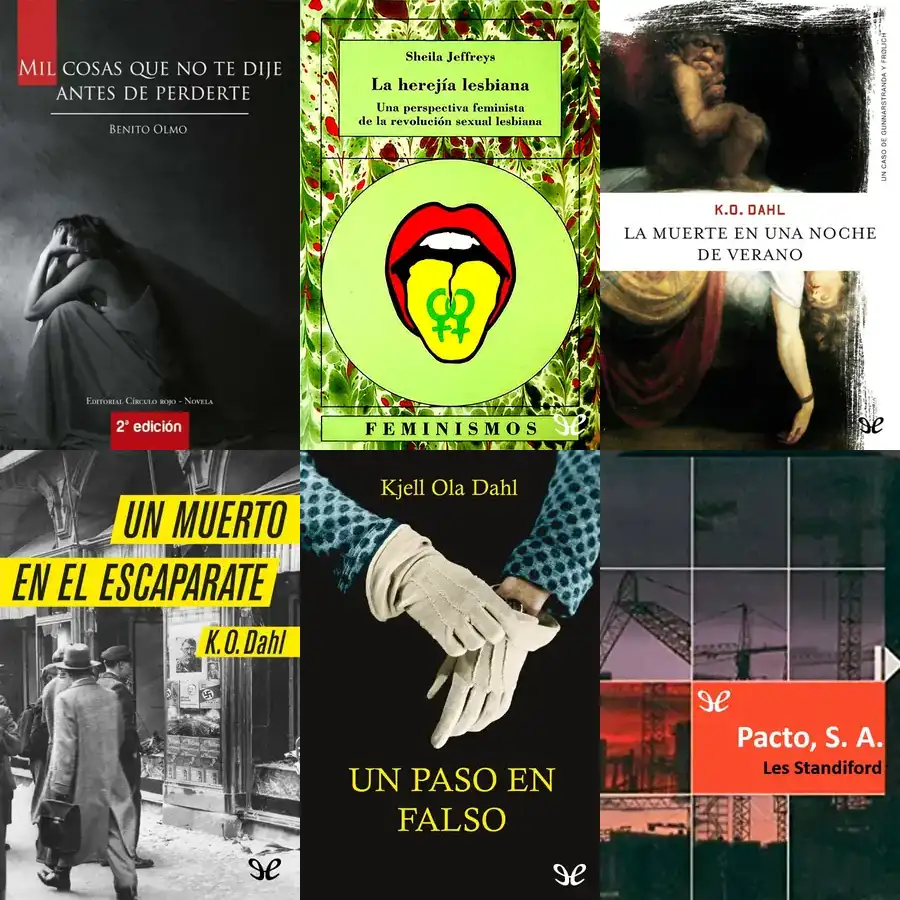 MIL COSAS QUE NO TE DIJE
ANTES DE PERDERTE
BENITO OLMO
EDITORIAL CÍRCULO ROJO - NOVELA
2ª edición
Sheila Jeffreys
La herejía lesbiana
Una perspectiva feminista
de la revolución sexual lesbiana
FEMINISMOS
UN CASO DE GUNNARSTRANDA Y FRØLICH
K.O. DAHL
LA MUERTE EN UNA NOCHE
DE VERANO
UN MUERTO
EN EL ESCAPARATE
K.O. Dahl
Kjell Ola Dahl
UN PASO EN
FALSO
Pacto, S. A.
Les Standiford